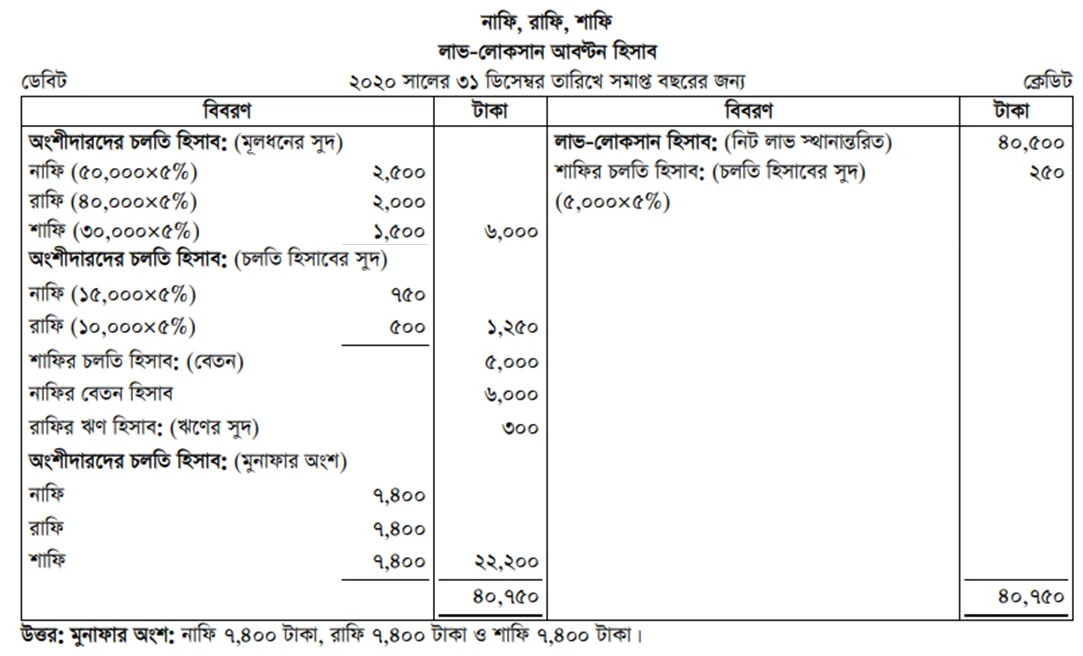 নাফি, রাফি, শাফি
লাভ-লোকসান আবণ্টন হিসাব
ডেবিট ২০২০ সালের ৩১ ডিসেম্বর তারিখে সমাপ্ত বছরের জন্য ক্রেডিট
বিবরণ টাকা বিবরণ টাকা
অংশীদারদের চলতি হিসাব: (মূলধনের সুদ) লাভ-লোকসান হিসাব: (নিট লাভ স্থানান্তরিত) ৪০,৫০০
নাফি (৫০,০০০×৫%) ২,৫০০ শাফির চলতি হিসাব: (চলতি হিসাবের সুদ) ২৫০
রাফি (৪০,০০০×৫%) ২,০০০ (৫,০০০×৫%)
শাফি (৩০,০০০×৫%) ১,৫০০ ৬,০০০
অংশীদারদের চলতি হিসাব: (চলতি হিসাবের সুদ)
নাফি (১৫,০০০×৫%) ৭৫০
রাফি (১০,০০০×৫%) ৫০০ ১,২৫০
শাফির চলতি হিসাব: (বেতন) ৫,০০০
নাফির বেতন হিসাব ৬,০০০
রাফির ঋণ হিসাব: (ঋণের সুদ) ৩০০
অংশীদারদের চলতি হিসাব: (মুনাফার অংশ)
নাফি ৭,৪০০
রাফি ৭,৪০০
শাফি ৭,৪০০ ২২,২০০
৪০,৭৫০ ৪০,৭৫০
উত্তর: মুনাফার অংশ: নাফি ৭,৪০০ টাকা, রাফি ৭,৪০০ টাকা ও শাফি ৭,৪০০ টাকা।